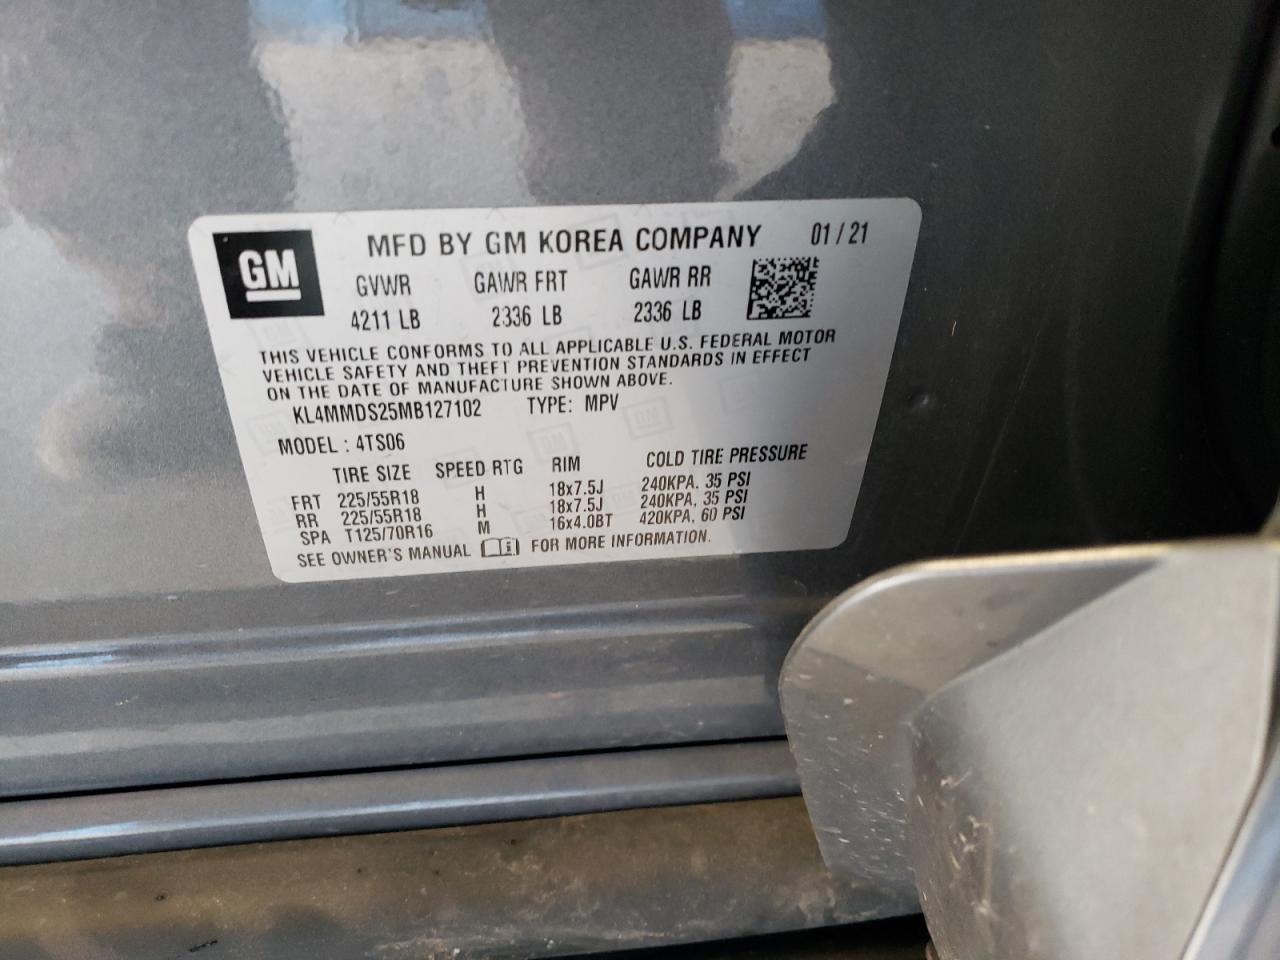 GM
MFD BY GM KOREA COMPANY 01/21
GVWR GAWR FRT GAWR RR
4211 LB 2336 LB 2336 LB
THIS VEHICLE CONFORMS TO ALL APPLICABLE U.S. FEDERAL MOTOR
VEHICLE SAFETY AND THEFT PREVENTION STANDARDS IN EFFECT
ON THE DATE OF MANUFACTURE SHOWN ABOVE.
KL4MMDS25MB127102 TYPE: MPV
MODEL : 4TS06
TIRE SIZE SPEED RTG RIM COLD TIRE PRESSURE
FRT 225/55R18 H 18x7.5J 240KPA, 35 PSI
RR 225/55R18 H 18x7.5J 240KPA, 35 PSI
SPA T125/70R16 M 16x4.0BT 420KPA, 60 PSI
SEE OWNER'S MANUAL i FOR MORE INFORMATION.